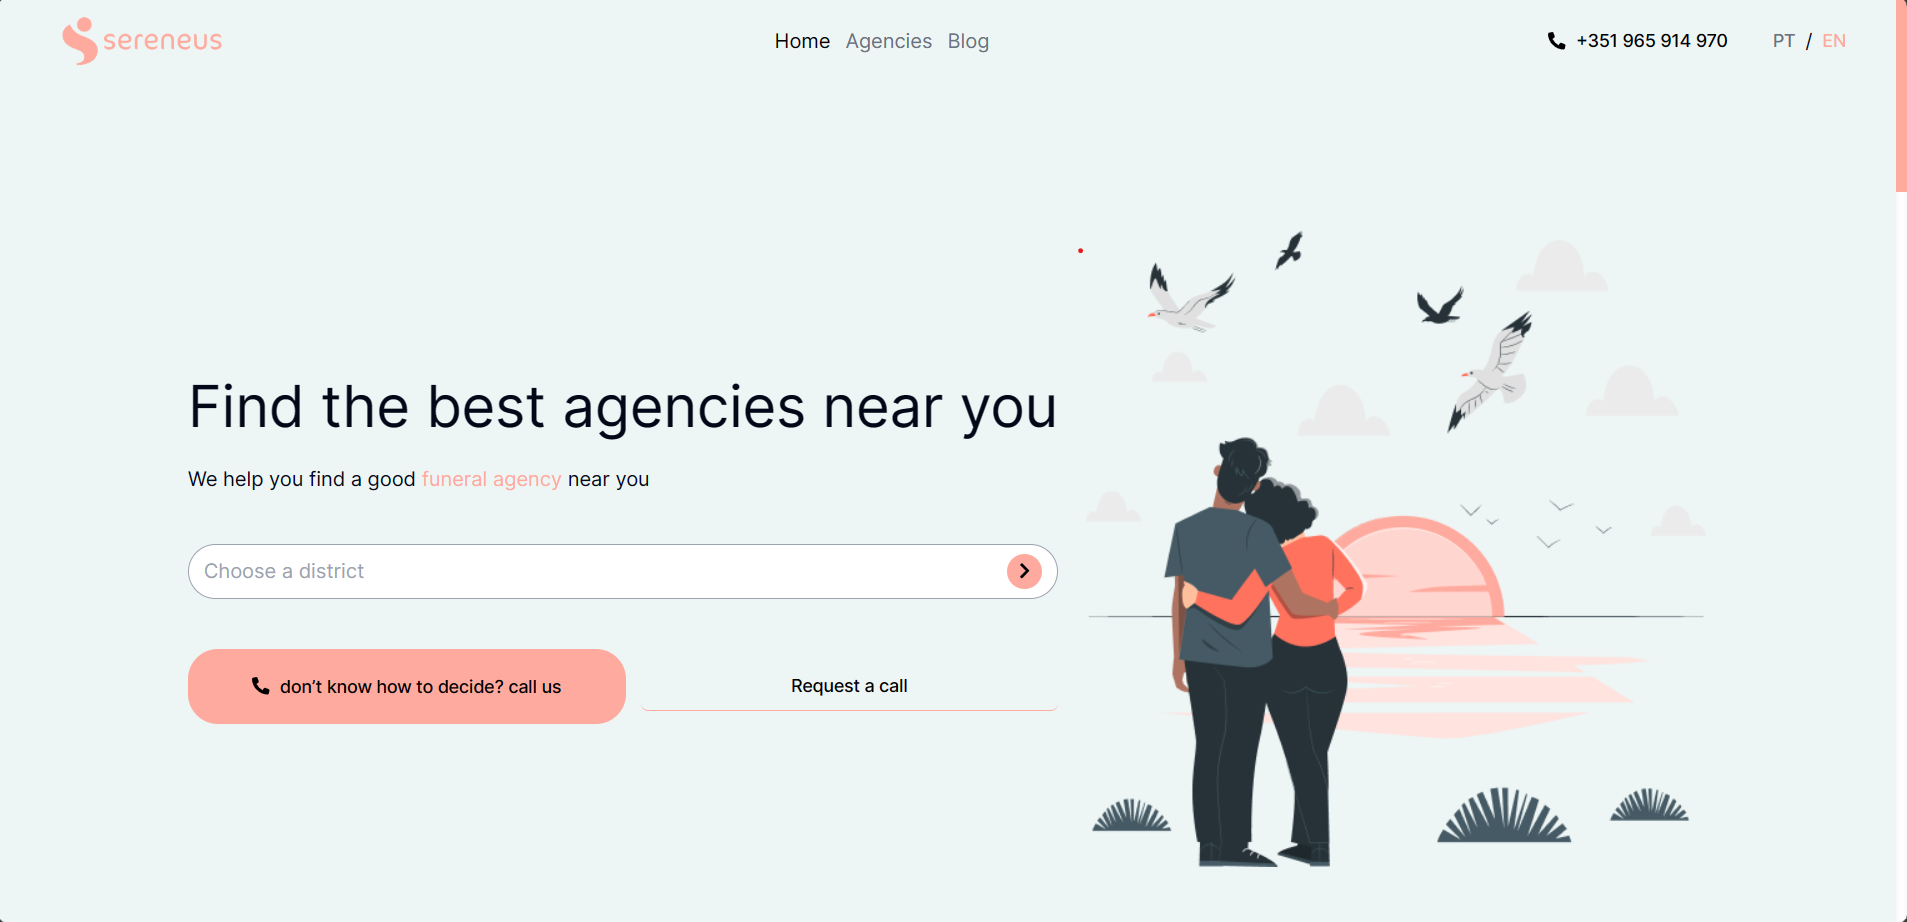 sereneus
Home Agencies Blog
+351 965 914 970
PT / EN
Find the best agencies near you
We help you find a good funeral agency near you
Choose a district
don’t know how to decide? call us
Request a call